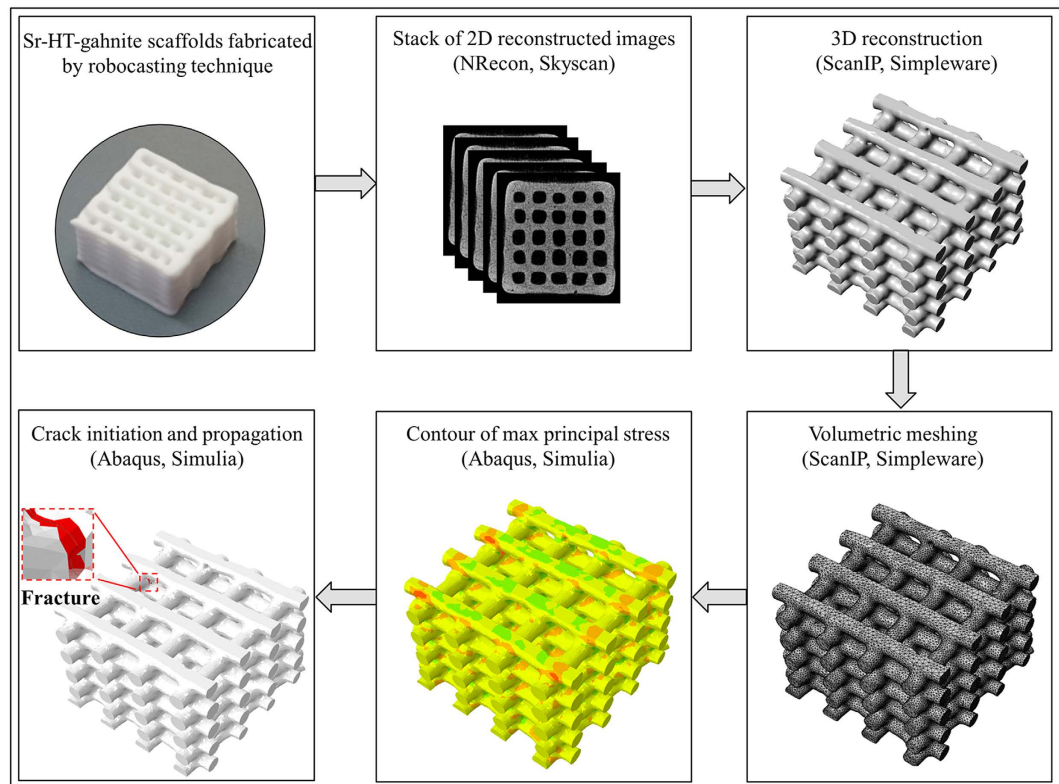 Sr-HT-gahnite scaffolds fabricated
by robocasting technique
Stack of 2D reconstructed images
(NRecon, Skyscan)
3D reconstruction
(ScanIP, Simpleware)
Volumetric meshing
(ScanIP, Simpleware)
Contour of max principal stress
(Abaqus, Simulia)
Crack initiation and propagation
(Abaqus, Simulia)
Fracture